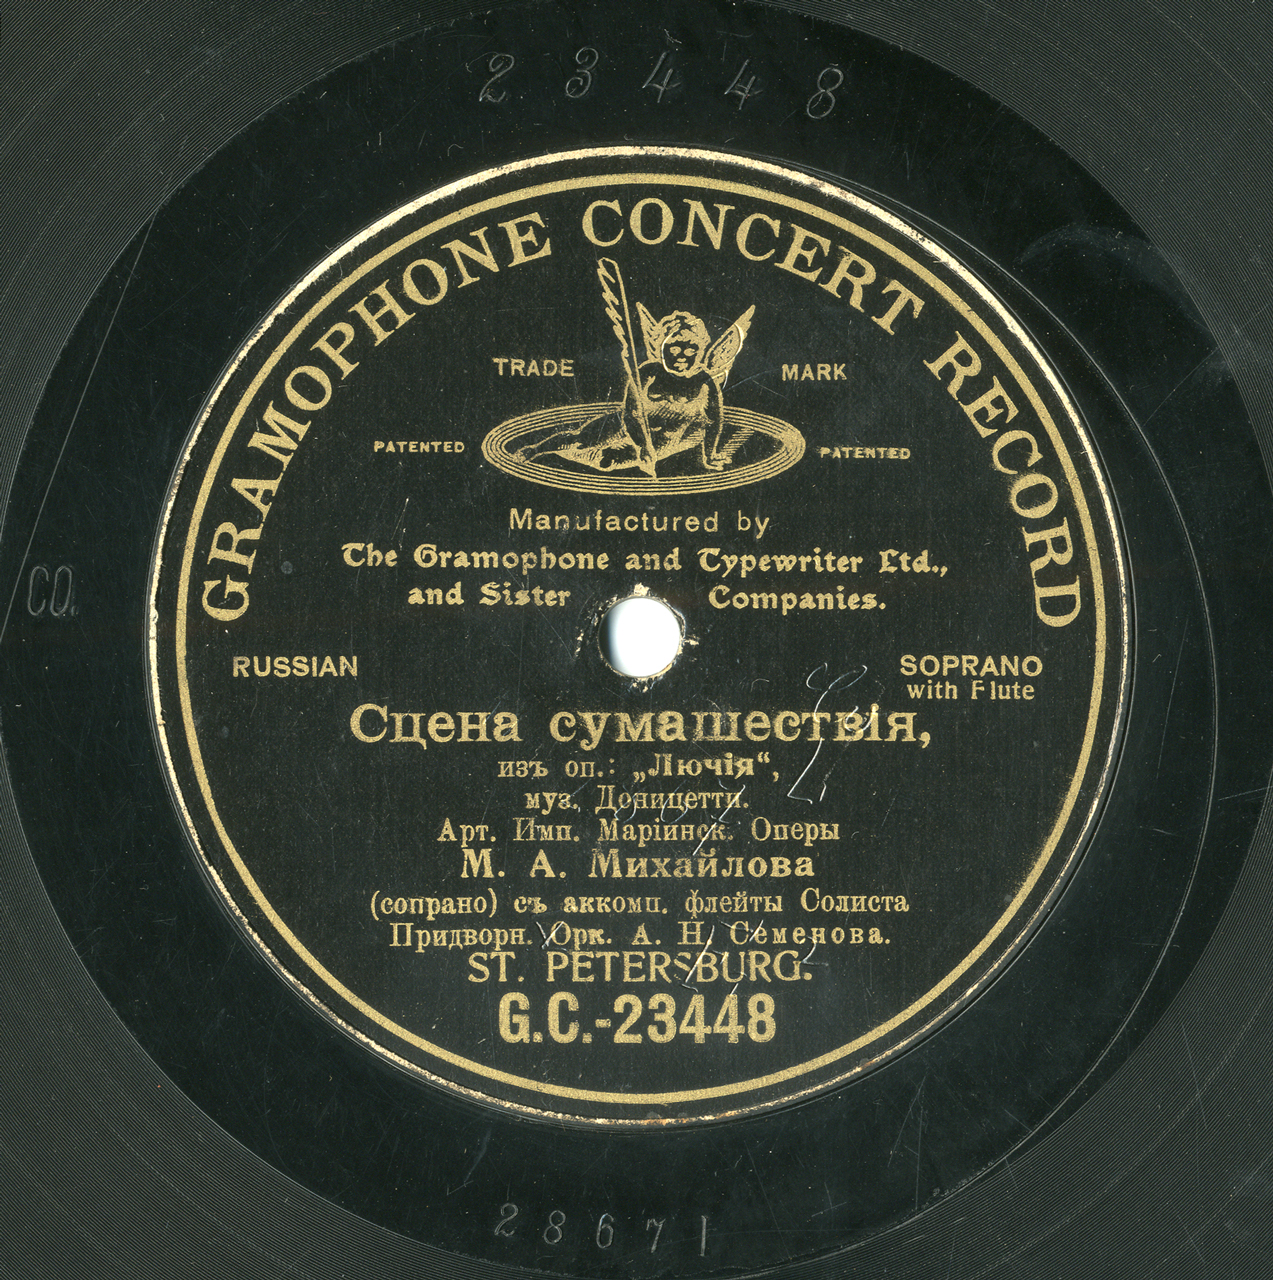 23448
GRAMOPHONE CONCERT RECORD
TRADE MARK
PATENTED PATENTED
Manufactured by
The Gramophone and Typewriter Ltd.,
and Sister Companies.
CO.
RUSSIAN SOPRANO
with Flute
Сцена сумашествія,
изъ оп.: „Лючія“,
муз. Доницетти.
Арт. Имп. Маріинск. Оперы
М. А. Михайлова
(сопрано) съ аккомп. флейты Солиста
Придворн. Орк. А. Н. Семенова.
ST. PETERSBURG.
G.C.-23448
28671